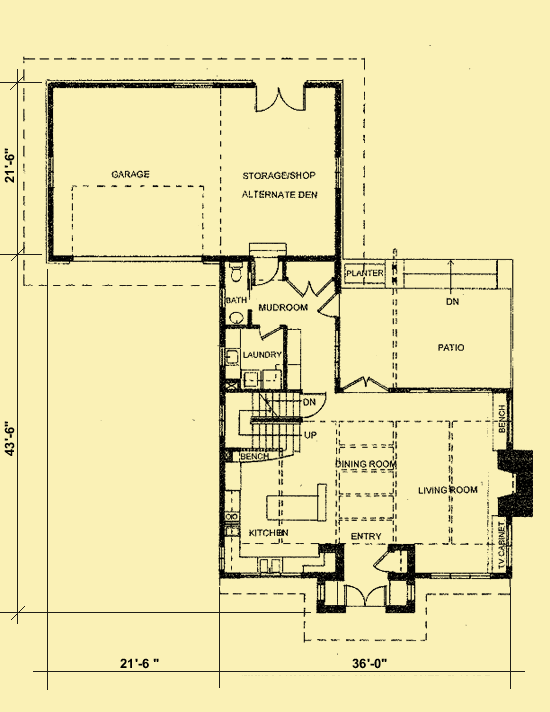 21'-6"
GARAGE
STORAGE/SHOP
ALTERNATE DEN
PLANTER
BATH
MUDROOM
DN
PATIO
LAUNDRY
DN
UP
BENCH
43'-6"
BENCH
DINING ROOM
LIVING ROOM
KITCHEN
ENTRY
TV CABINET
21'-6 "
36'-0"